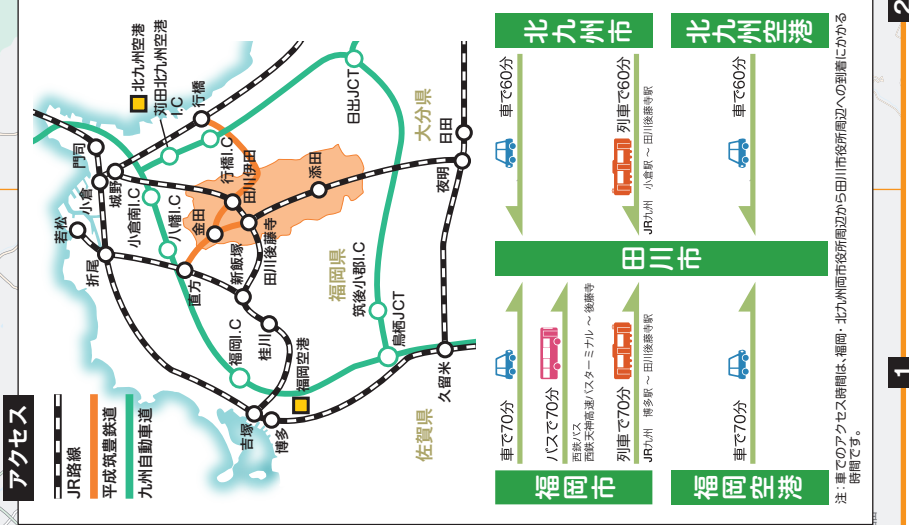 アクセス
JR路線
平成筑豊鉄道
九州自動車道
若松
折尾
小倉
門司
城野
小倉南I.C
八幡I.C
北九州空港
苅田北九州空港
I.C
行橋
行橋I.C
田川伊田
金田
直方
新飯塚
田川後藤寺
添田
福岡I.C
桂川
福岡空港
吉塚
博多
福岡県
筑後小郡I.C
鳥栖JCT
久留米
佐賀県
夜明
日田
大分県
日出JCT
福岡市
車で70分
バスで70分
西鉄バス
西鉄天神高速バスターミナル ～ 後藤寺
列車で70分
JR九州 博多駅 ～ 田川後藤寺駅
田川市
北九州市
車で60分
列車で60分
JR九州 小倉駅 ～ 田川後藤寺駅
福岡空港
車で70分
北九州空港
車で60分
注：車でのアクセス時間は、福岡・北九州両市役所周辺から田川市役所周辺への到着にかかる
時間です。
1
2